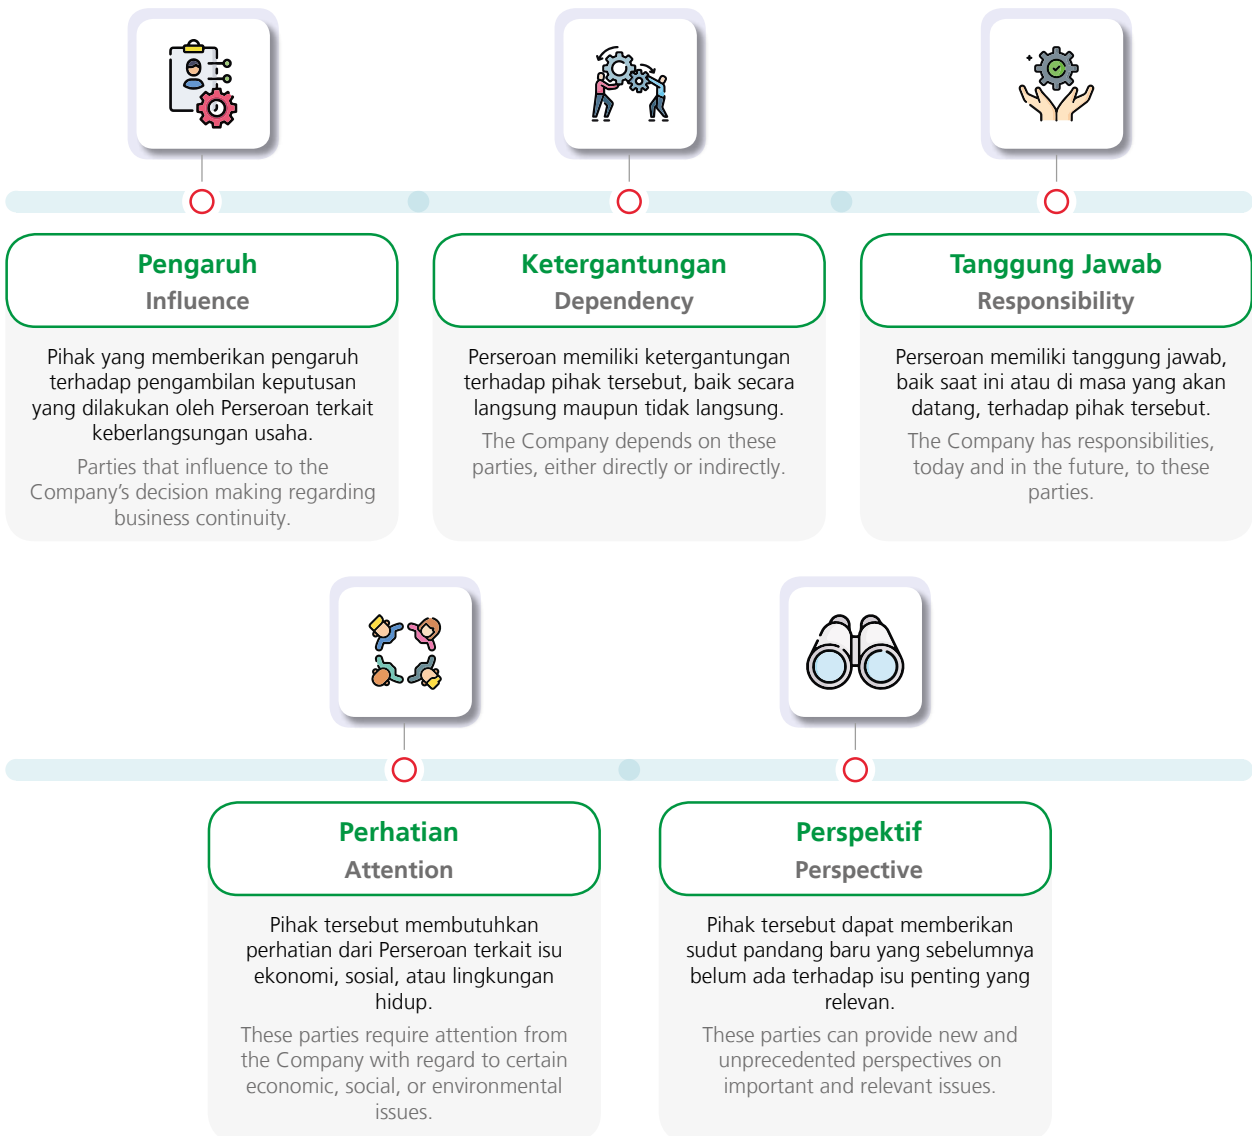 Pengaruh
Influence
Pihak yang memberikan pengaruh
terhadap pengambilan keputusan
yang dilakukan oleh Perseroan terkait
keberlangsungan usaha.
Parties that influence to the
Company's decision making regarding
business continuity.
Ketergantungan
Dependency
Perseroan memiliki ketergantungan
terhadap pihak tersebut, baik secara
langsung maupun tidak langsung.
The Company depends on these
parties, either directly or indirectly.
Tanggung Jawab
Responsibility
Perseroan memiliki tanggung jawab,
baik saat ini atau di masa yang akan
datang, terhadap pihak tersebut.
The Company has responsibilities,
today and in the future, to these
parties.
Perhatian
Attention
Pihak tersebut membutuhkan
perhatian dari Perseroan terkait isu
ekonomi, sosial, atau lingkungan
hidup.
These parties require attention from
the Company with regard to certain
economic, social, or environmental
issues.
Perspektif
Perspective
Pihak tersebut dapat memberikan
sudut pandang baru yang sebelumnya
belum ada terhadap isu penting yang
relevan.
These parties can provide new and
unprecedented perspectives on
important and relevant issues.